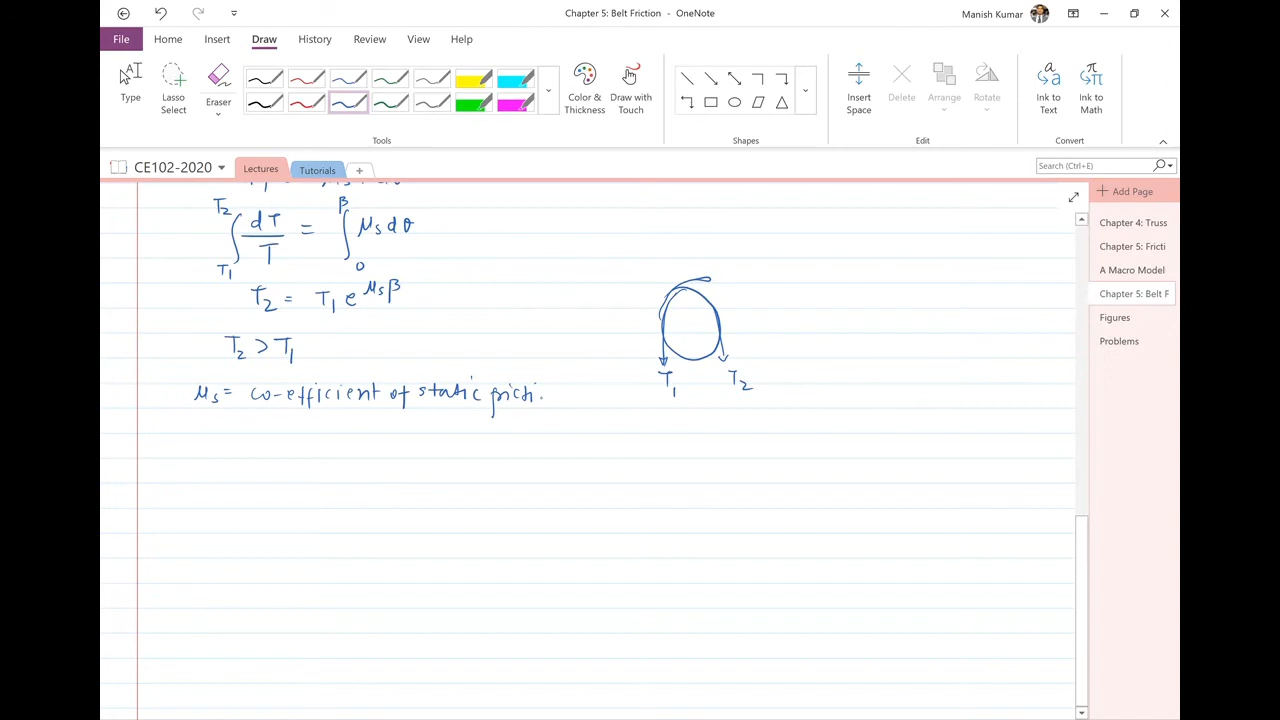 Chapter 5: Belt Friction - OneNote
Manish Kumar
File Home Insert Draw History Review View Help
Type
Lasso Select
Eraser
Color & Thickness
Draw with Touch
Insert Space
Delete
Arrange
Rotate
Ink to Text
Ink to Math
Tools
Shapes
Edit
Convert
CE102-2020
Lectures
Tutorials
Search (Ctrl+E)
Add Page
Chapter 4: Truss
Chapter 5: Fricti
A Macro Model
Chapter 5: Belt F
Figures
Problems
∫_{T₁}^{T₂} dT/T = ∫_0^β μₛ dθ
T₂ = T₁ e^{μₛβ}
T₂ > T₁
μₛ = co-efficient of static fricti.
T₁ T₂